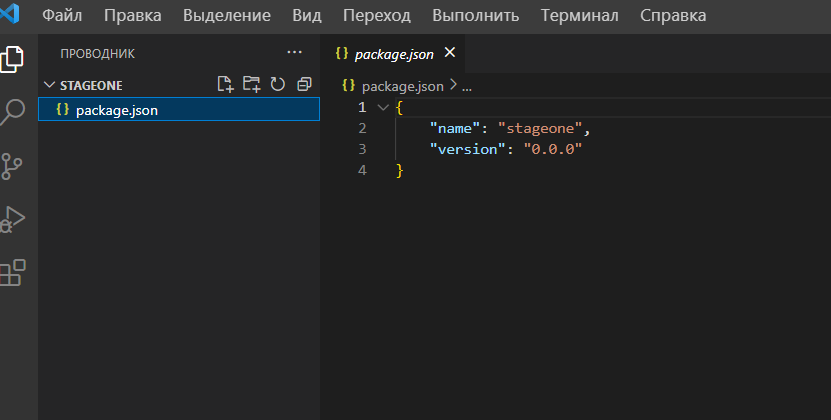 Файл Правка Выделение Вид Переход Выполнить Терминал Справка
ПРОВОДНИК ...
STAGEONE
{} package.json
{} package.json ×
{} package.json > ...
1 {
2 "name": "stageone",
3 "version": "0.0.0"
4 }